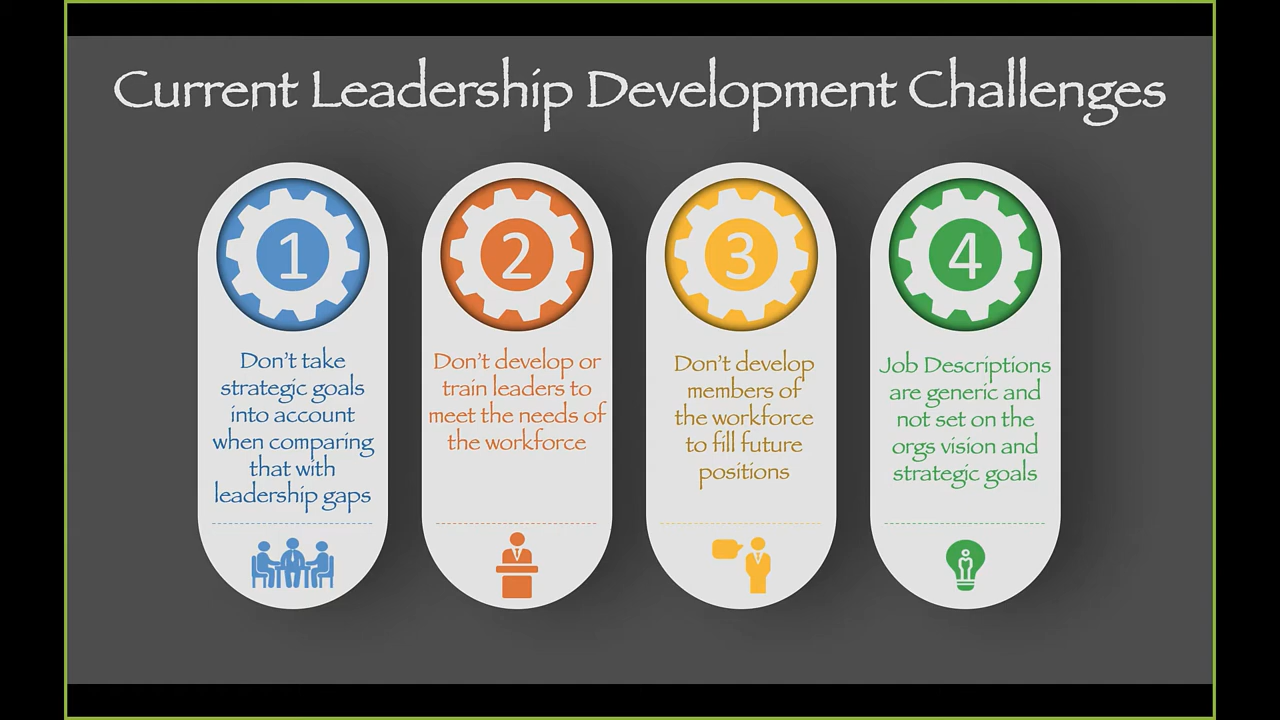 Current Leadership Development Challenges
1
Don't take
strategic goals
into account
when comparing
that with
leadership gaps
2
Don't develop or
train leaders to
meet the needs of
the workforce
3
Don't develop
members of
the workforce
to fill future
positions
4
Job Descriptions
are generic and
not set on the
orgs vision and
strategic goals